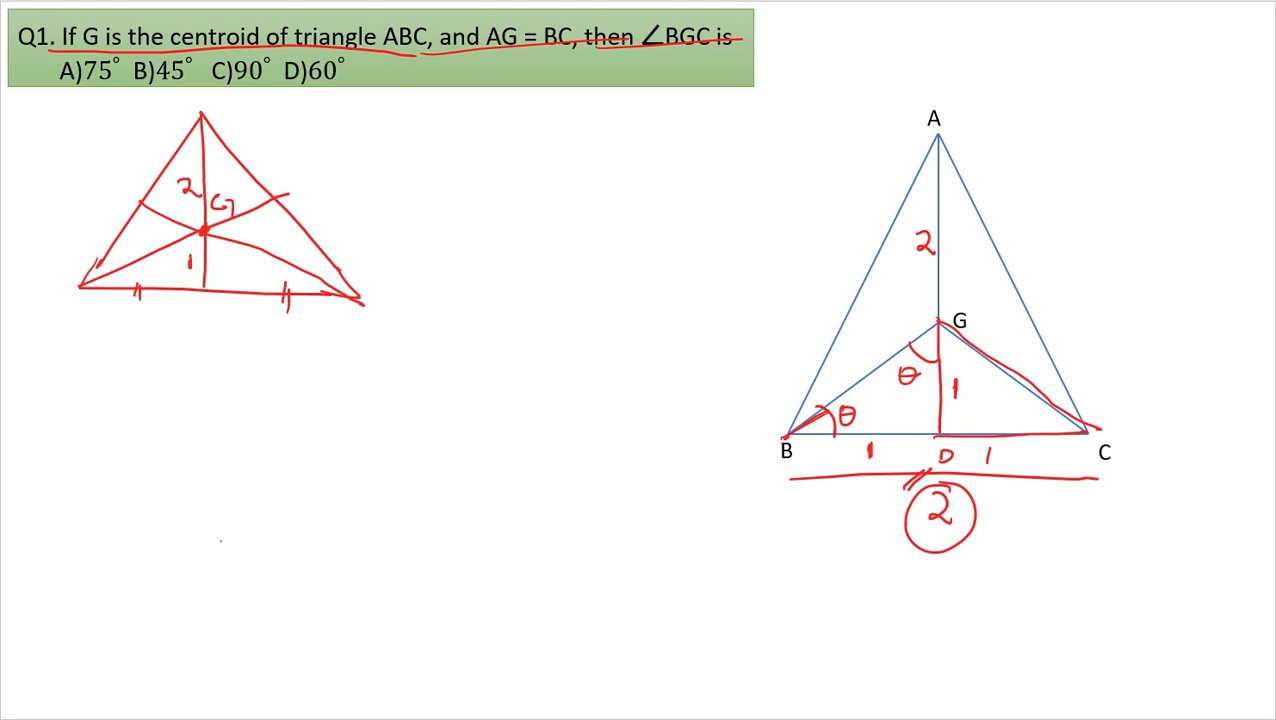 Q1. If G is the centroid of triangle ABC, and AG = BC, then ∠BGC is
A)75° B)45° C)90° D)60°
A
2
G
1
2
G
1
θ
θ
B
1
D
1
C
2